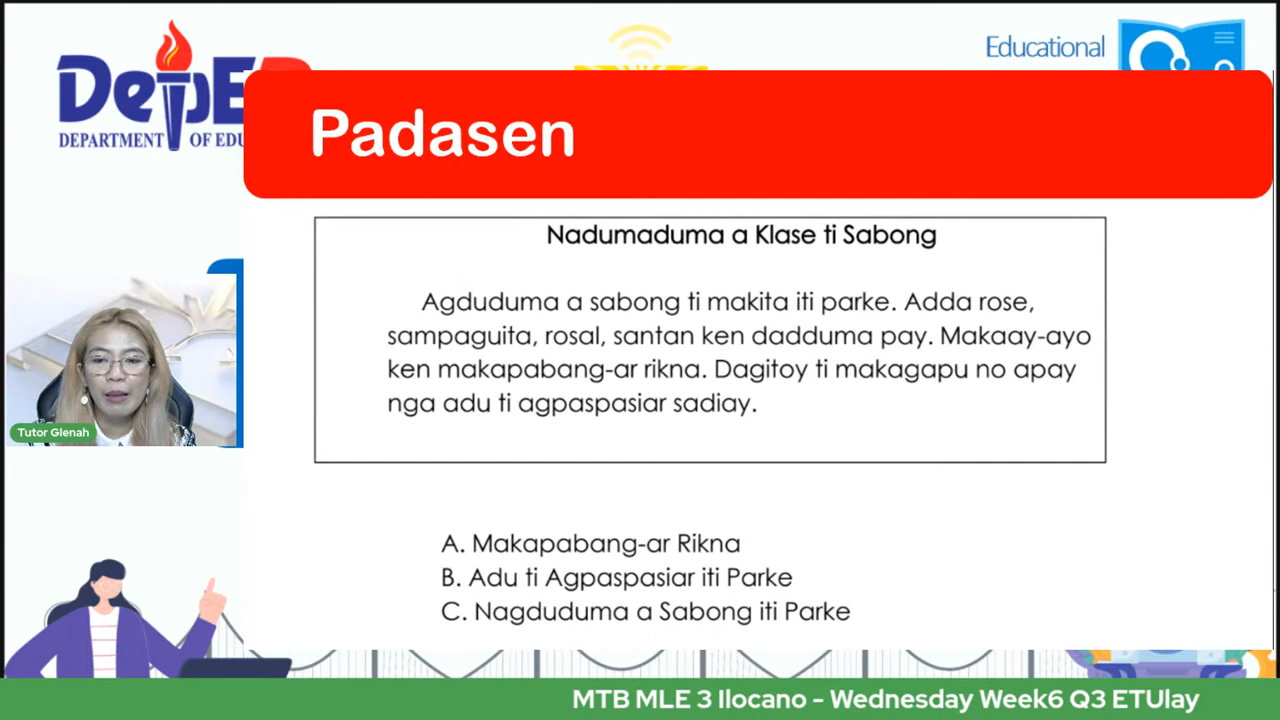 Educational
DepE
DEPARTMENT OF EDU
Padasen
Nadumaduma a Klase ti Sabong
Agduduma a sabong ti makita iti parke. Adda rose,
sampaguita, rosal, santan ken dadduma pay. Makaay-ayo
ken makapabang-ar rikna. Dagitoy ti makagapu no apay
nga adu ti agpaspasiar sadiay.
Tutor Glenah
A. Makapabang-ar Rikna
B. Adu ti Agpaspasiar iti Parke
C. Nagduduma a Sabong iti Parke
MTB MLE 3 Ilocano - Wednesday Week6 Q3 ETUlay